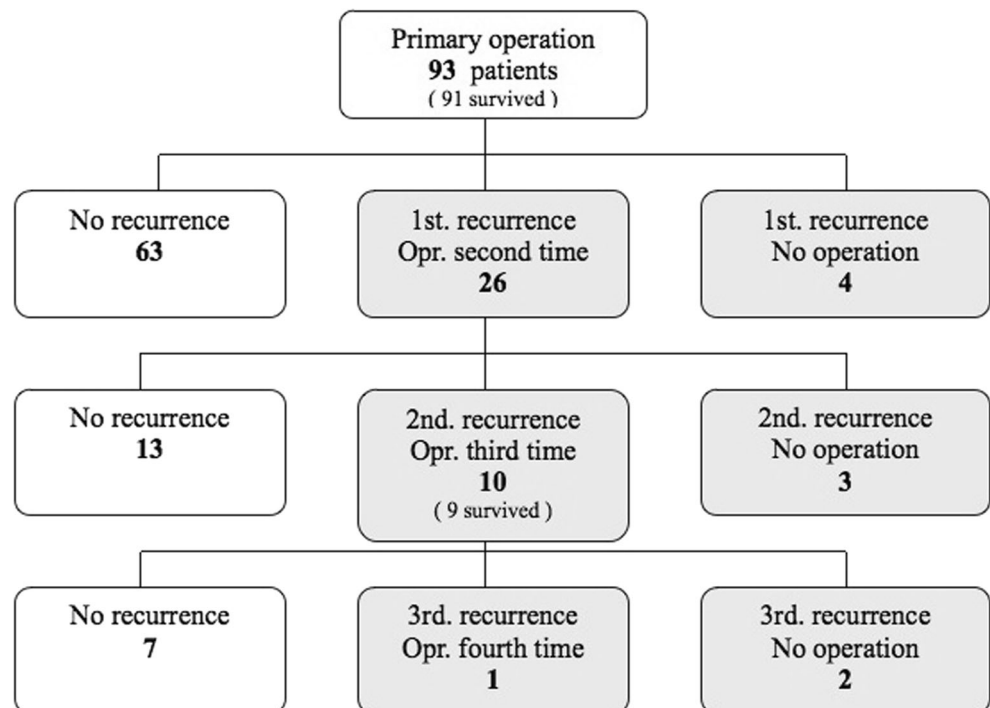 Primary operation
93 patients
( 91 survived )
No recurrence
63
1st. recurrence
Opr. second time
26
1st. recurrence
No operation
4
No recurrence
13
2nd. recurrence
Opr. third time
10
( 9 survived )
2nd. recurrence
No operation
3
No recurrence
7
3rd. recurrence
Opr. fourth time
1
3rd. recurrence
No operation
2